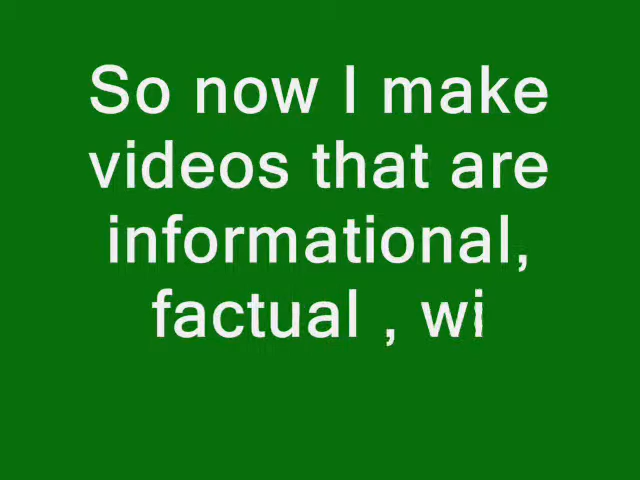 So now I make
videos that are
informational,
factual , wi